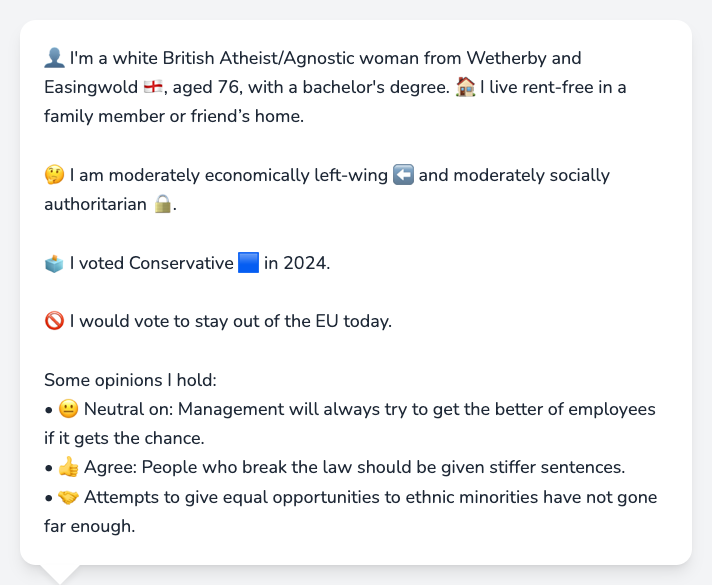 👤 I'm a white British Atheist/Agnostic woman from Wetherby and
Easingwold 🏴󠁧󠁢󠁥󠁮󠁧󠁿, aged 76, with a bachelor's degree. 🏠 I live rent-free in a
family member or friend’s home.
🤔 I am moderately economically left-wing ⬅️ and moderately socially
authoritarian 🔒.
🗳️ I voted Conservative 🟦 in 2024.
🚫 I would vote to stay out of the EU today.
Some opinions I hold:
• 😐 Neutral on: Management will always try to get the better of employees
if it gets the chance.
• 👍 Agree: People who break the law should be given stiffer sentences.
• 🤝 Attempts to give equal opportunities to ethnic minorities have not gone
far enough.